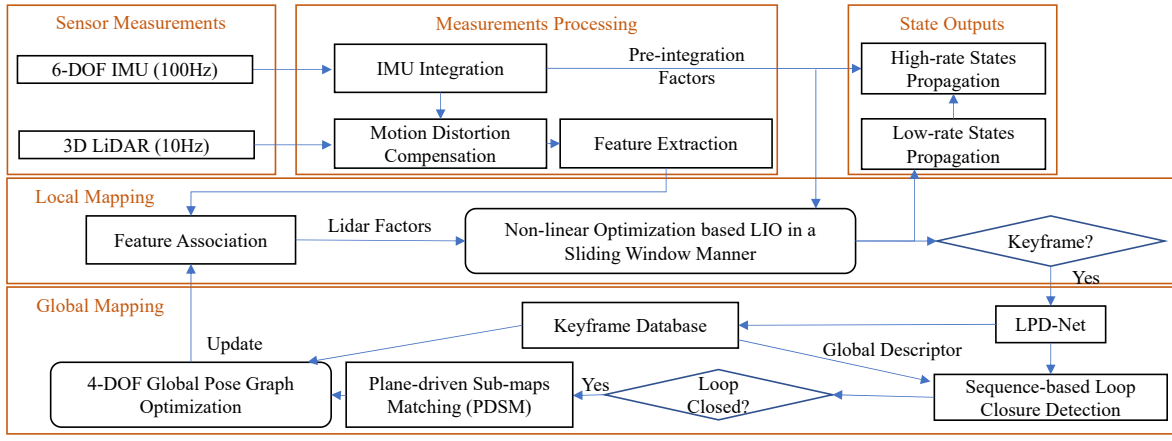 Sensor Measurements
6-DOF IMU (100Hz)
3D LiDAR (10Hz)
Measurements Processing
IMU Integration
Motion Distortion
Compensation
Feature Extraction
Pre-integration
Factors
State Outputs
High-rate States
Propagation
Low-rate States
Propagation
Local Mapping
Feature Association
Lidar Factors
Non-linear Optimization based LIO in a
Sliding Window Manner
Keyframe?
Yes
Global Mapping
Update
Keyframe Database
LPD-Net
Global Descriptor
4-DOF Global Pose Graph
Optimization
Plane-driven Sub-maps
Matching (PDSM)
Yes
Loop
Closed?
Sequence-based Loop
Closure Detection